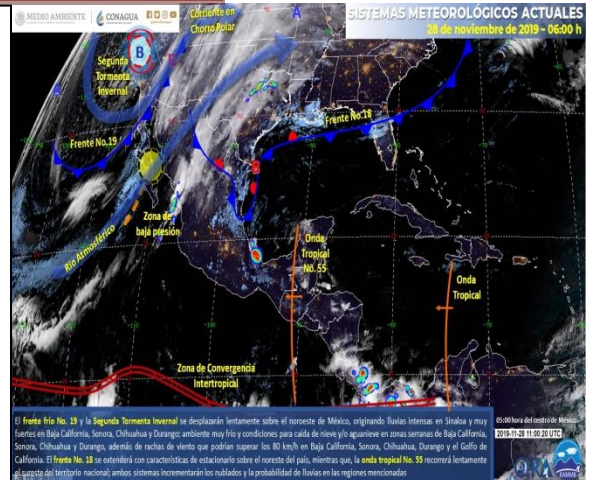 MEDIO AMBIENTE
CONAGUA
SISTEMAS METEOROLÓGICOS ACTUALES
28 de noviembre de 2019 – 06:00 h
Corriente en
Chorro Polar
A
B
Segunda
Tormenta
Invernal
A
Frente No.19
Frente No.18
Zona de
baja presión
Río Atmosférico
Onda
Tropical
No. 55
Onda
Tropical
Zona de Convergencia
Intertropical
El frente frío No. 19 y la Segunda Tormenta Invernal se desplazarán lentamente sobre el noroeste de México, originando lluvias intensas en Sinaloa y muy
fuertes en Baja California, Sonora, Chihuahua y Durango; ambiente muy frío y condiciones para caída de nieve y/o aguanieve en zonas serranas de Baja California,
Sonora, Chihuahua y Durango, además de rachas de viento que podrían superar los 80 km/h en Baja California, Sonora, Chihuahua, Durango y el Golfo de
California. El frente No. 18 se extenderá con características de estacionario sobre el noreste del país, mientras que, la onda tropical No. 55 recorrerá lentamente
el sureste del territorio nacional; ambos sistemas incrementarán los nublados y la probabilidad de lluvias en las regiones mencionadas
05:00 hora del centro de México
2019-11-28 11:00:20 UTC
CIRA
RAMMB